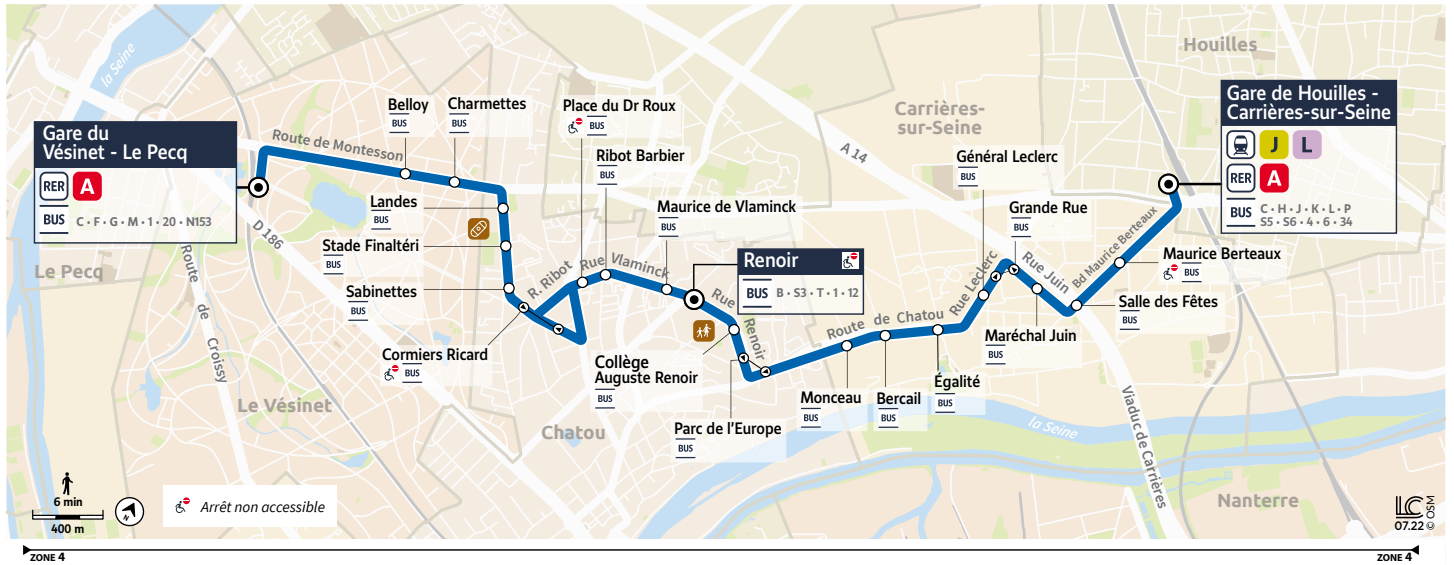 la Seine
Houilles
Gare de Houilles -
Carrières-sur-Seine
J L
RER A
BUS C • H • J • K • L • P
S5 • S6 • 4 • 6 • 34
Belloy
BUS
Charmettes
BUS
Place du Dr Roux
BUS
Carrières-
sur-Seine
Gare du
Vésinet - Le Pecq
RER A
BUS C • F • G • M • 1 • 20 • N153
Route de Montesson
A 14
Ribot Barbier
BUS
Général Leclerc
BUS
Landes
BUS
Maurice de Vlaminck
BUS
Grande Rue
BUS
D 186
Stade Finaltéri
BUS
Renoir
BUS B • S3 • T • 1 • 12
Bd Maurice Berteaux
Maurice Berteaux
BUS
Le Pecq
Route de Croissy
Sabinettes
BUS
R. Ribot
Rue Vlaminck
Rue Renoir
Rue Leclerc
Rue Juin
Salle des Fêtes
BUS
Route de Chatou
Maréchal Juin
BUS
Cormiers Ricard
BUS
Collège
Auguste Renoir
BUS
Égalité
BUS
Monceau
BUS
Bercail
BUS
Le Vésinet
Chatou
Parc de l'Europe
BUS
la Seine
Viaduc de Carrières
Nanterre
6 min
400 m
N
Arrêt non accessible
LC
07.22 © OSM
ZONE 4
ZONE 4